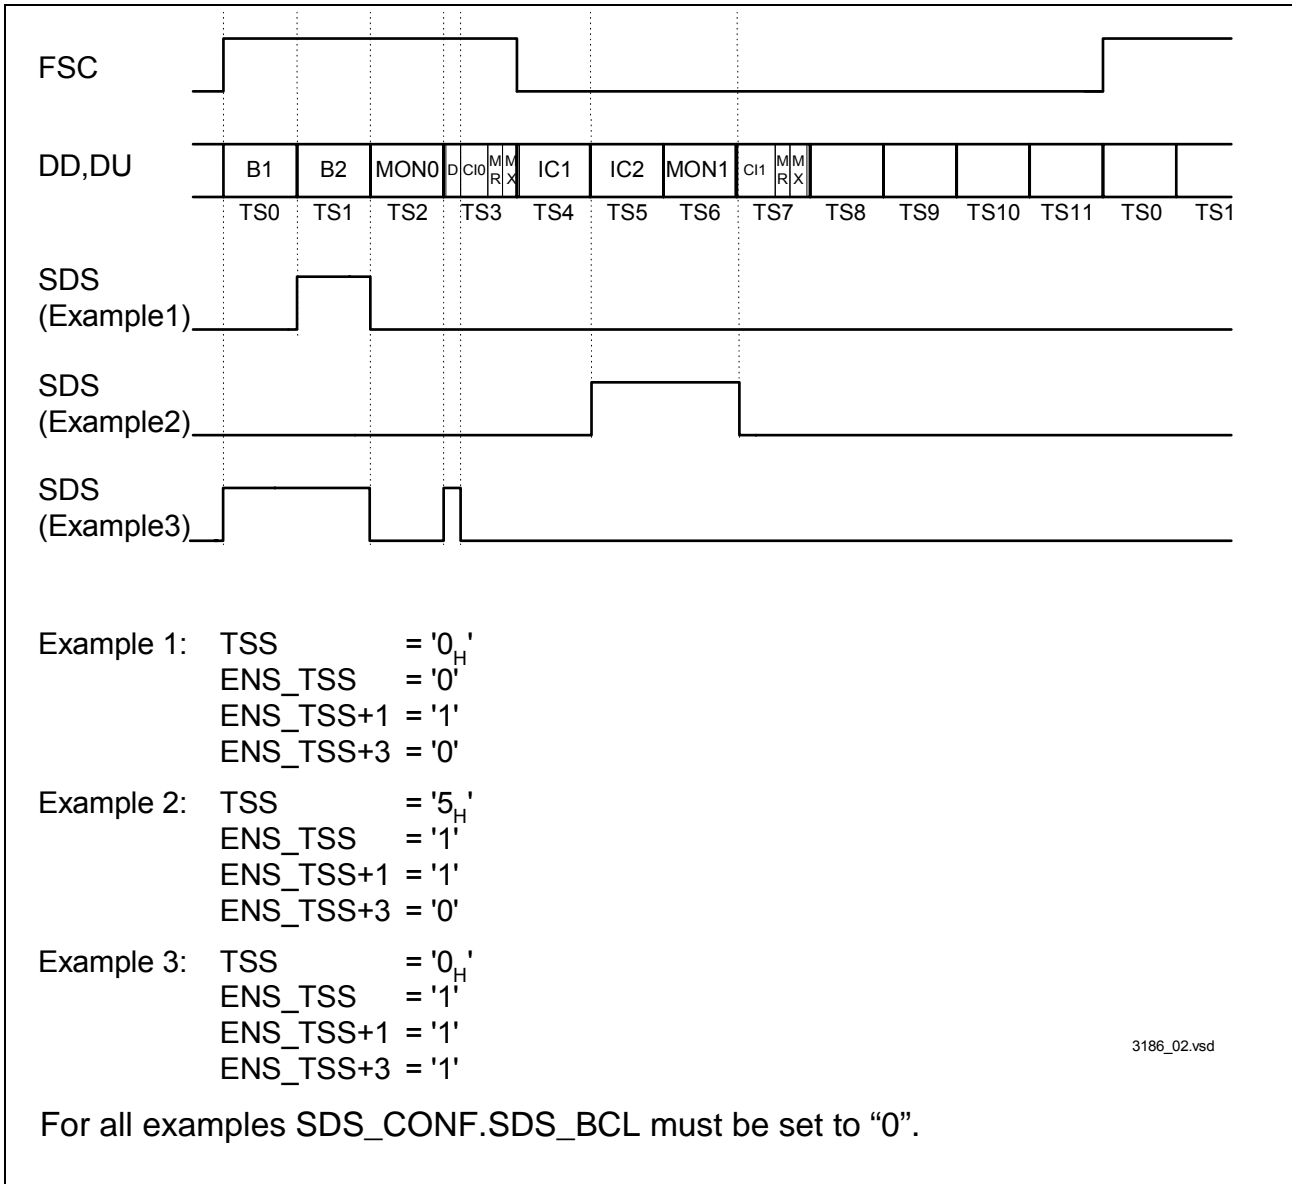 FSC
DD,DU B1 B2 MON0 D CI0 MR MX IC1 IC2 MON1 CI1 MR MX
TS0 TS1 TS2 TS3 TS4 TS5 TS6 TS7 TS8 TS9 TS10 TS11 TS0 TS1
SDS
(Example1)
SDS
(Example2)
SDS
(Example3)
Example 1: TSS = '0H'
ENS_TSS = '0'
ENS_TSS+1 = '1'
ENS_TSS+3 = '0'
Example 2: TSS = '5H'
ENS_TSS = '1'
ENS_TSS+1 = '1'
ENS_TSS+3 = '0'
Example 3: TSS = '0H'
ENS_TSS = '1'
ENS_TSS+1 = '1'
ENS_TSS+3 = '1'
3186_02.vsd
For all examples SDS_CONF.SDS_BCL must be set to “0”.